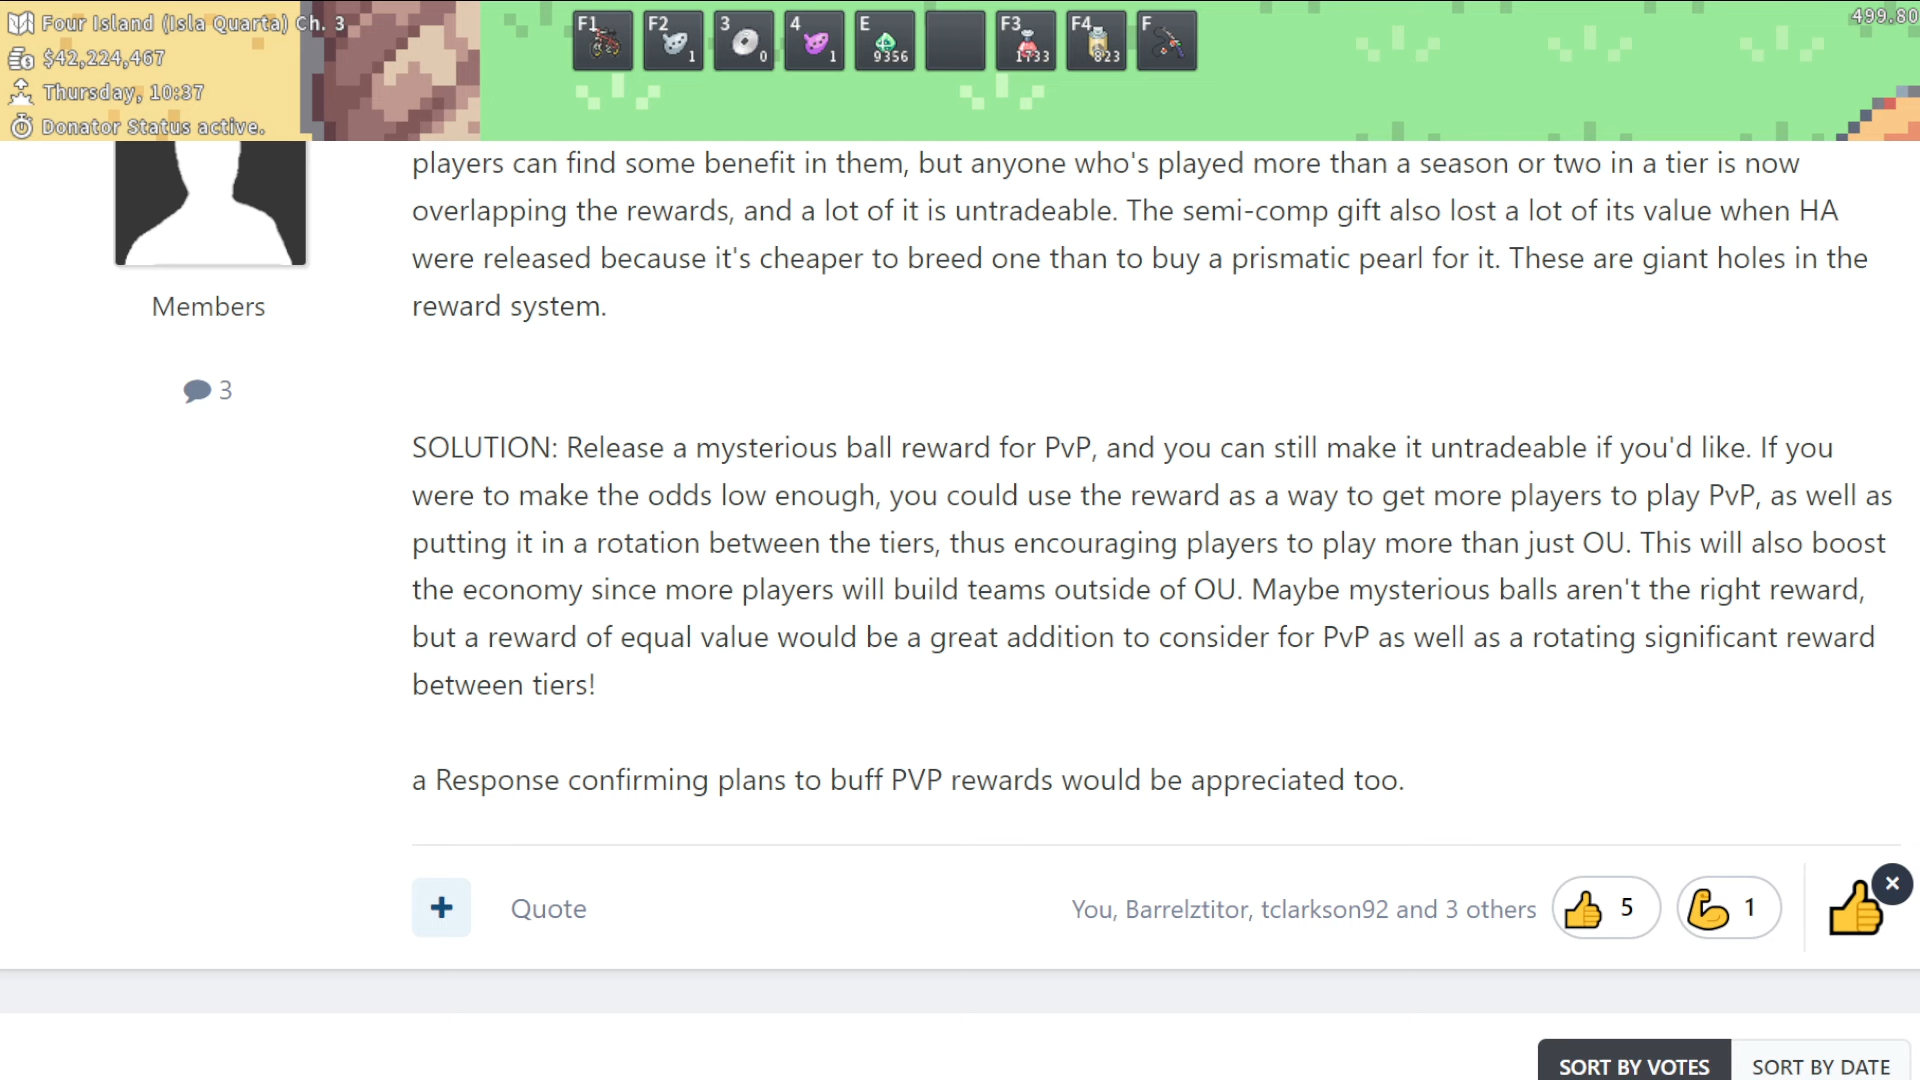 Four Island (Isla Quarta) Ch. 3
$42,224,467
Thursday, 10:37
Donator Status active.
F1
F2
1
3
0
4
1
E
9356
F3
1733
F4
823
F
499.80
players can find some benefit in them, but anyone who's played more than a season or two in a tier is now
overlapping the rewards, and a lot of it is untradeable. The semi-comp gift also lost a lot of its value when HA
were released because it's cheaper to breed one than to buy a prismatic pearl for it. These are giant holes in the
reward system.
Members
3
SOLUTION: Release a mysterious ball reward for PvP, and you can still make it untradeable if you'd like. If you
were to make the odds low enough, you could use the reward as a way to get more players to play PvP, as well as
putting it in a rotation between the tiers, thus encouraging players to play more than just OU. This will also boost
the economy since more players will build teams outside of OU. Maybe mysterious balls aren't the right reward,
but a reward of equal value would be a great addition to consider for PvP as well as a rotating significant reward
between tiers!
a Response confirming plans to buff PVP rewards would be appreciated too.
+ Quote
You, Barrelztitor, tclarkson92 and 3 others
5
1
SORT BY VOTES
SORT BY DATE